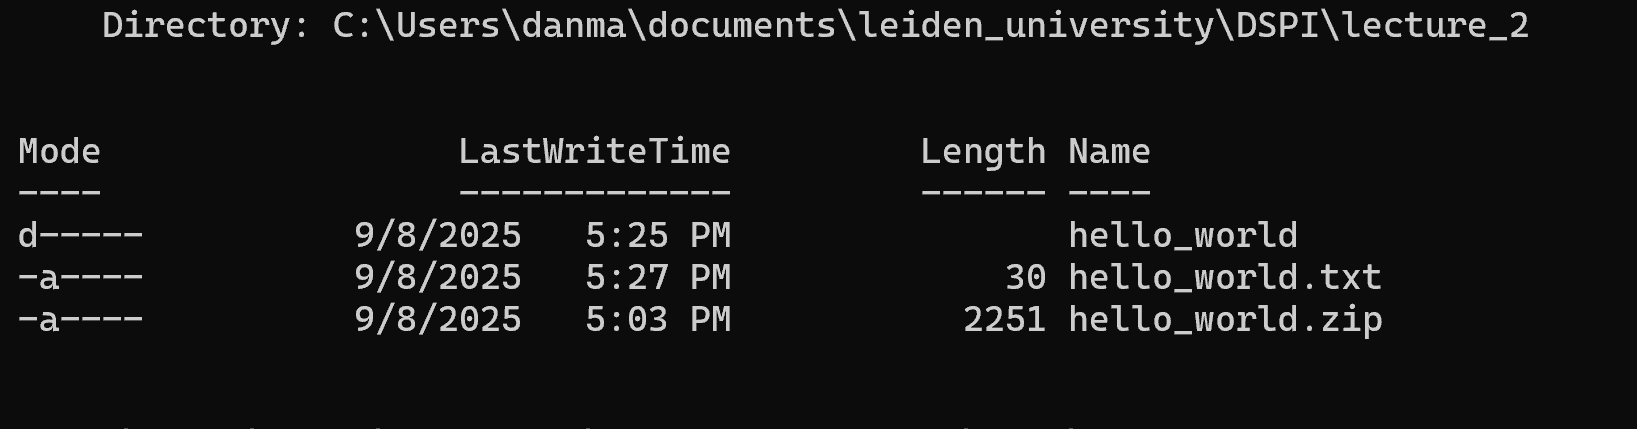 Directory: C:\Users\danma\documents\leiden_university\DSPI\lecture_2
Mode LastWriteTime Length Name
---- ------------- ------ ----
d----- 9/8/2025 5:25 PM hello_world
-a---- 9/8/2025 5:27 PM 30 hello_world.txt
-a---- 9/8/2025 5:03 PM 2251 hello_world.zip